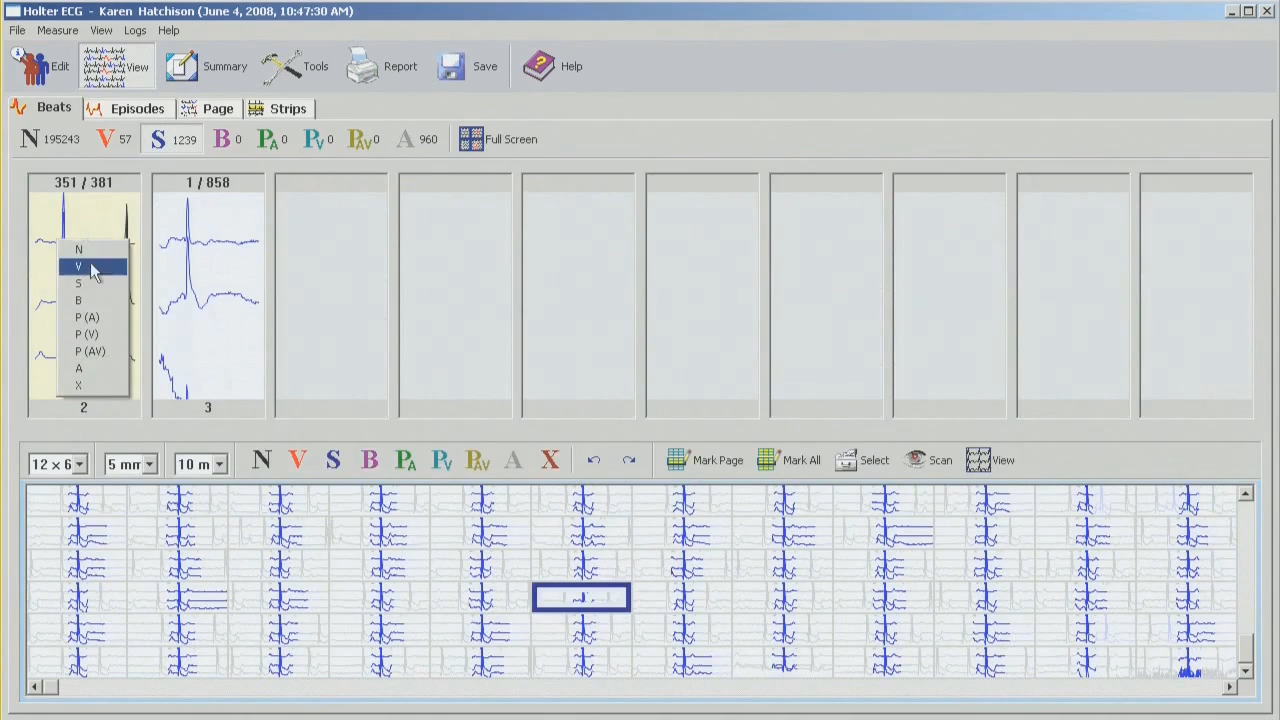 Holter ECG - Karen Hatchison (June 4, 2008, 10:47:30 AM)
File Measure View Logs Help
Edit View Summary Tools Report Save Help
Beats Episodes Page Strips
N 195243 V 57 S 1239 B 0 PA 0 PV 0 PAV 0 A 960 Full Screen
351 / 381 1 / 858
N
V
S
B
P (A)
P (V)
P (AV)
A
X
2 3
12 × 6 5 mm 10 m N V S B PA PV PAV A X Mark Page Mark All Select Scan View